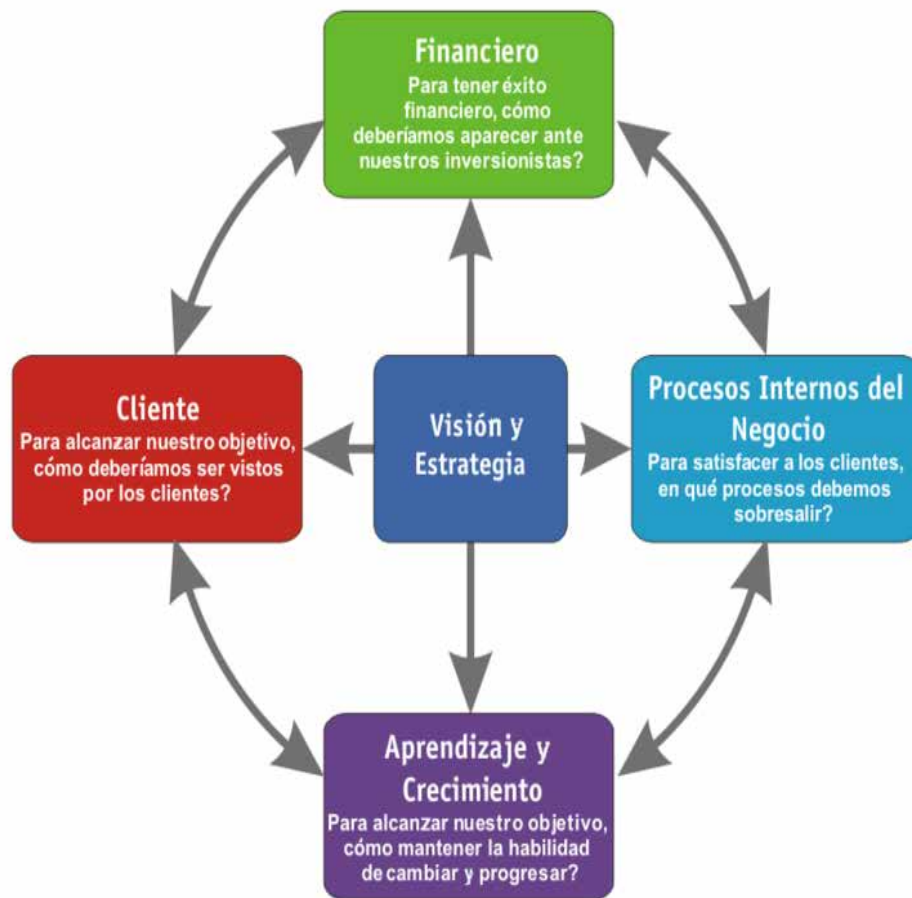 Financiero
Para tener éxito
financiero, cómo
deberíamos aparecer ante
nuestros inversionistas?
Cliente
Para alcanzar nuestro objetivo,
cómo deberíamos ser vistos
por los clientes?
Visión y
Estrategia
Procesos Internos del
Negocio
Para satisfacer a los clientes,
en qué procesos debemos
sobresalir?
Aprendizaje y
Crecimiento
Para alcanzar nuestro objetivo,
cómo mantener la habilidad
de cambiar y progresar?